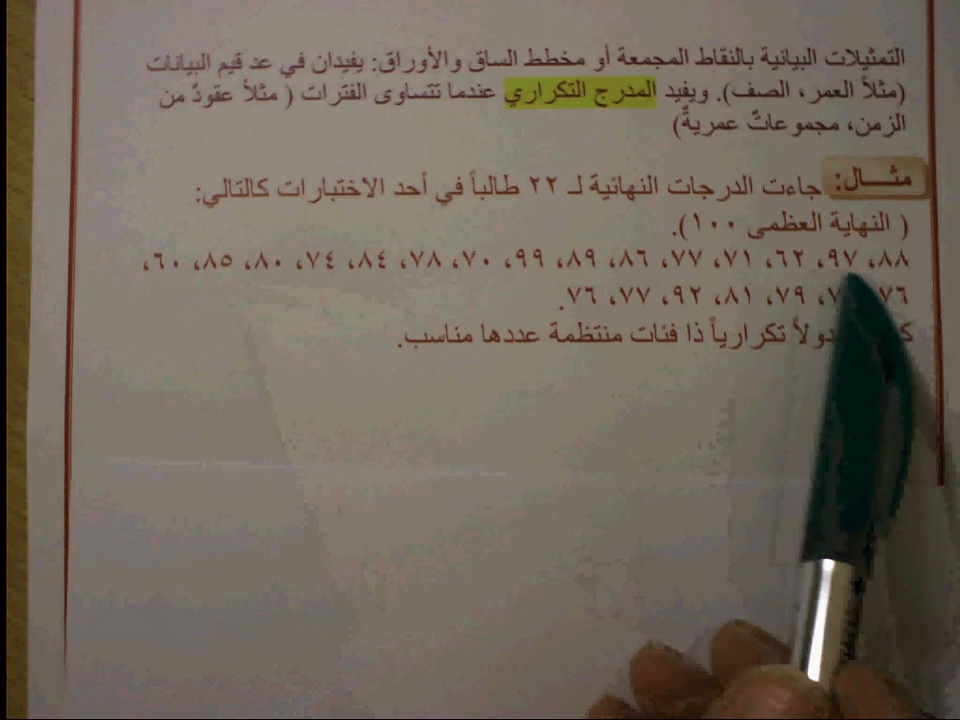 التمثيلات البيانية بالنقاط المجمعة أو مخطط الساق والأوراق: يفيدان في عد قيم البيانات
(مثلاً العمر، الصف). ويفيد المدرج التكراري عندما تتساوى الفترات ( مثلاً عقودٌ من
الزمن، مجموعاتٌ عمريةٌ)
مثـــال: جاءت الدرجات النهائية لـ ٢٢ طالباً في أحد الاختبارات كالتالي:
( النهاية العظمى ١٠٠).
٨٨، ٩٧، ٦٢، ٧١، ٧٧، ٨٦، ٨٩، ٩٩، ٧٠، ٧٨، ٨٤، ٧٤، ٨٠، ٨٥، ٦٠،
٧٦ ٧٩، ٨١، ٩٢، ٧٧، ٧٦.
تكرارياً ذا فئات منتظمة عددها مناسب.